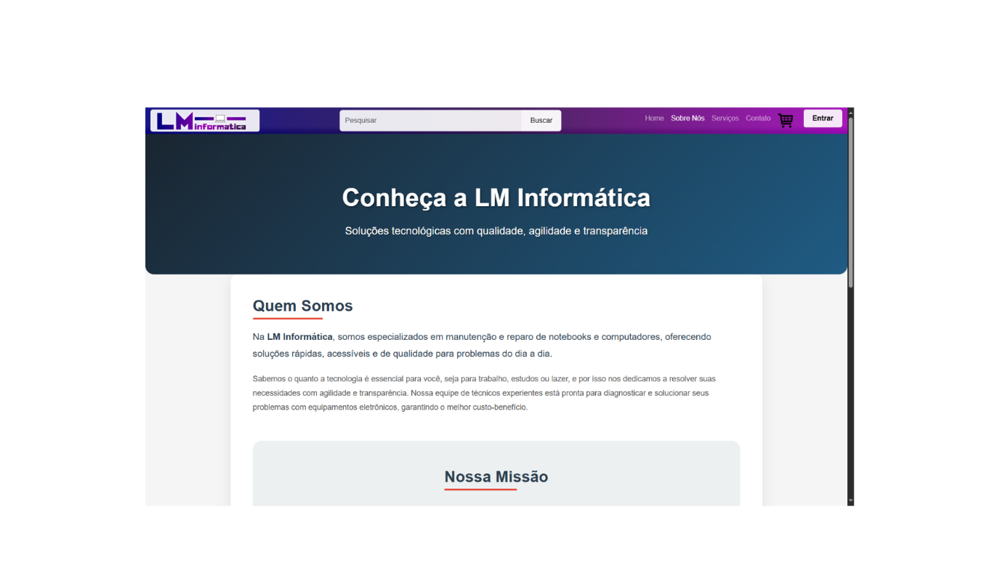 LM informatica
Pesquisar
Buscar
Home
Sobre Nós
Serviços
Contato
Entrar
Conheça a LM Informática
Soluções tecnológicas com qualidade, agilidade e transparência
Quem Somos
Na LM Informática, somos especializados em manutenção e reparo de notebooks e computadores, oferecendo
soluções rápidas, acessíveis e de qualidade para problemas do dia a dia.
Sabemos o quanto a tecnologia é essencial para você, seja para trabalho, estudos ou lazer, e por isso nos dedicamos a resolver suas
necessidades com agilidade e transparência. Nossa equipe de técnicos experientes está pronta para diagnosticar e solucionar seus
problemas com equipamentos eletrônicos, garantindo o melhor custo-benefício.
Nossa Missão